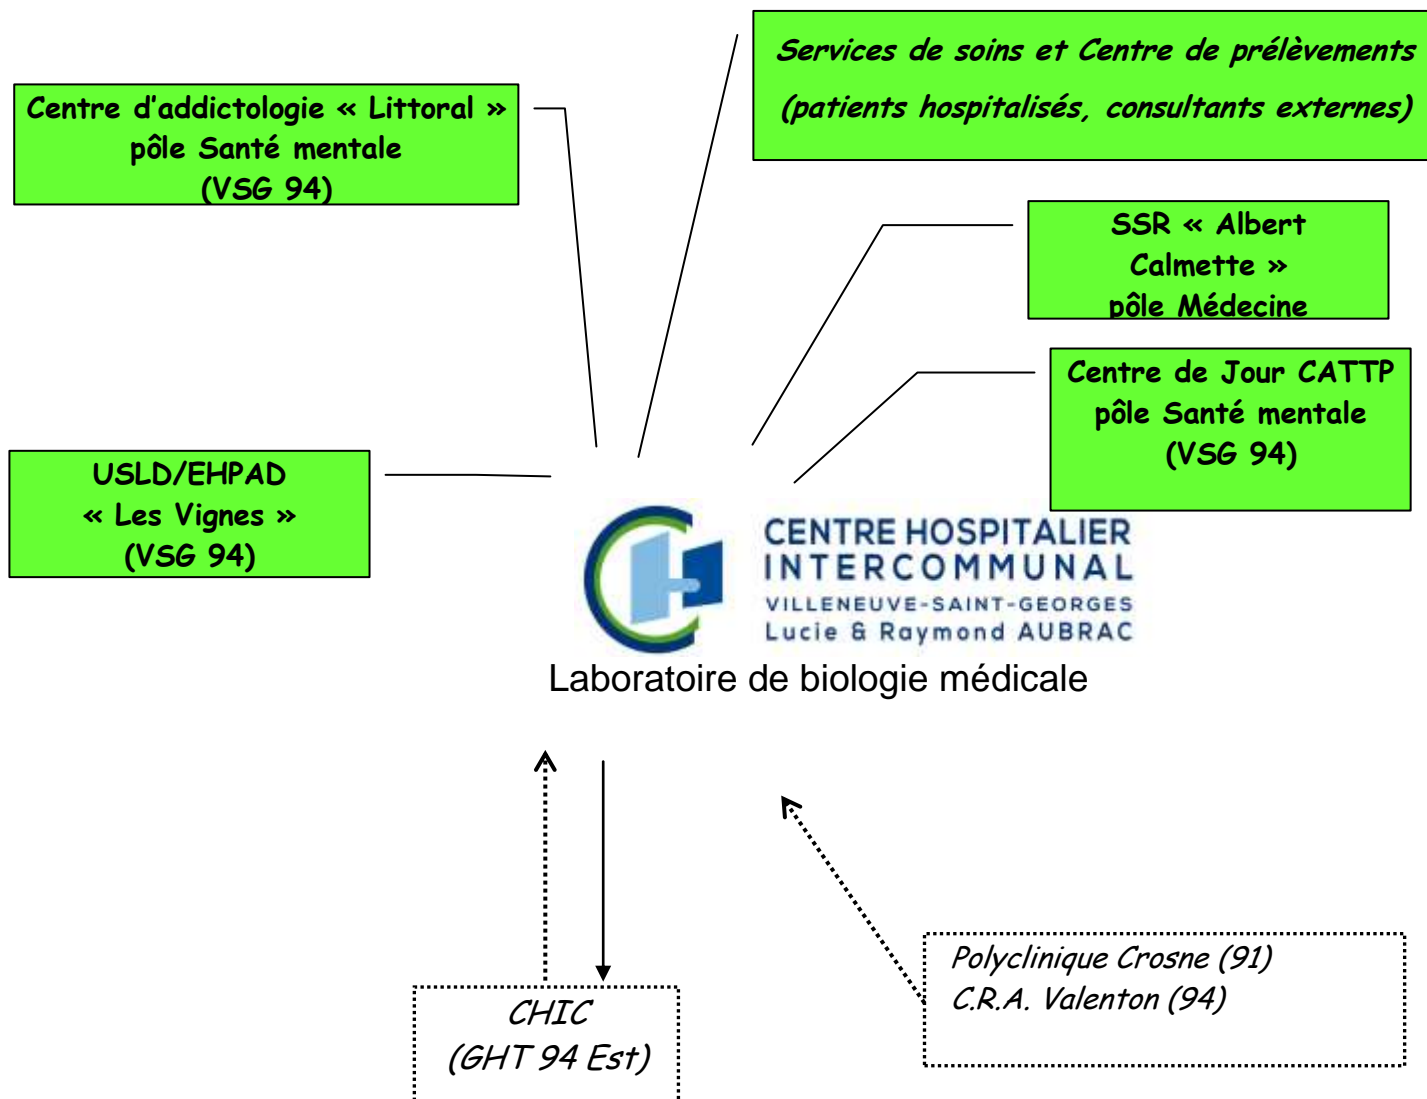 Services de soins et Centre de prélèvements
(patients hospitalisés, consultants externes)
Centre d'addictologie « Littoral »
pôle Santé mentale
(VSG 94)
SSR « Albert
Calmette »
pôle Médecine
Centre de Jour CATTP
pôle Santé mentale
(VSG 94)
USLD/EHPAD
« Les Vignes »
(VSG 94)
CENTRE HOSPITALIER
INTERCOMMUNAL
VILLENEUVE-SAINT-GEORGES
Lucie & Raymond AUBRAC
Laboratoire de biologie médicale
Polyclinique Crosne (91)
C.R.A. Valenton (94)
CHIC
(GHT 94 Est)